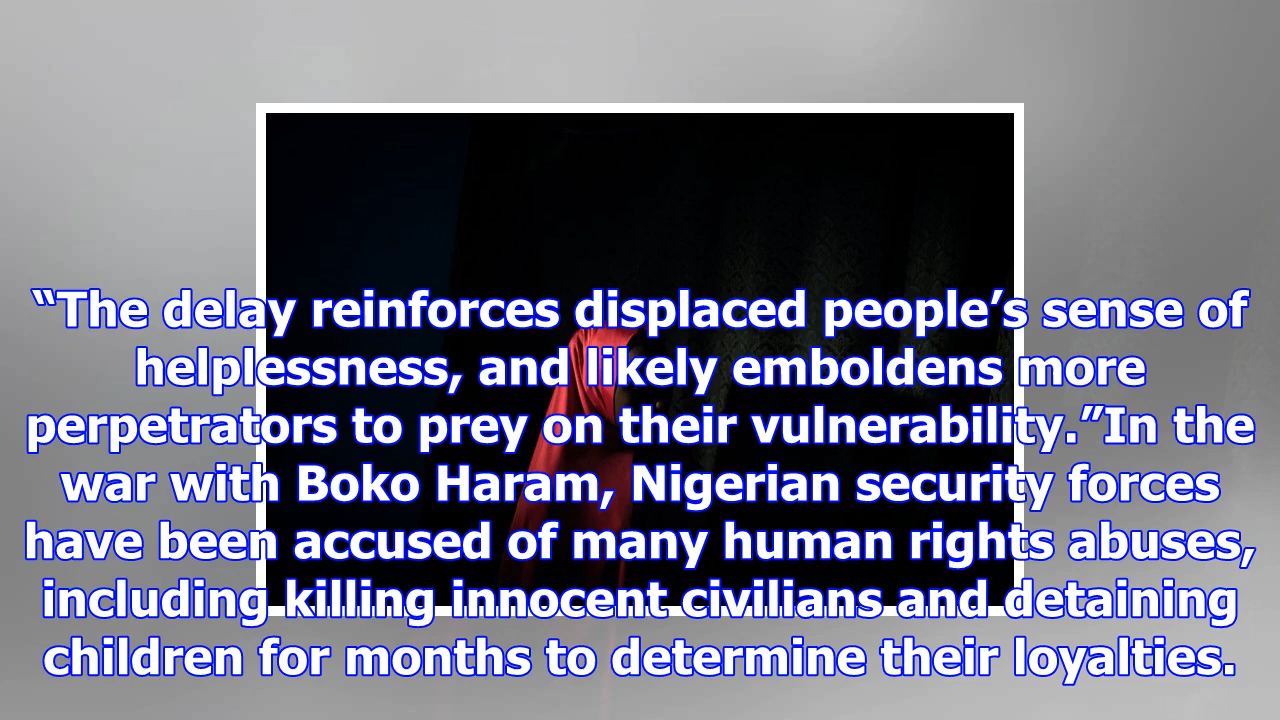 “The delay reinforces displaced people’s sense of
helplessness, and likely emboldens more
perpetrators to prey on their vulnerability.”In the
war with Boko Haram, Nigerian security forces
have been accused of many human rights abuses,
including killing innocent civilians and detaining
children for months to determine their loyalties.